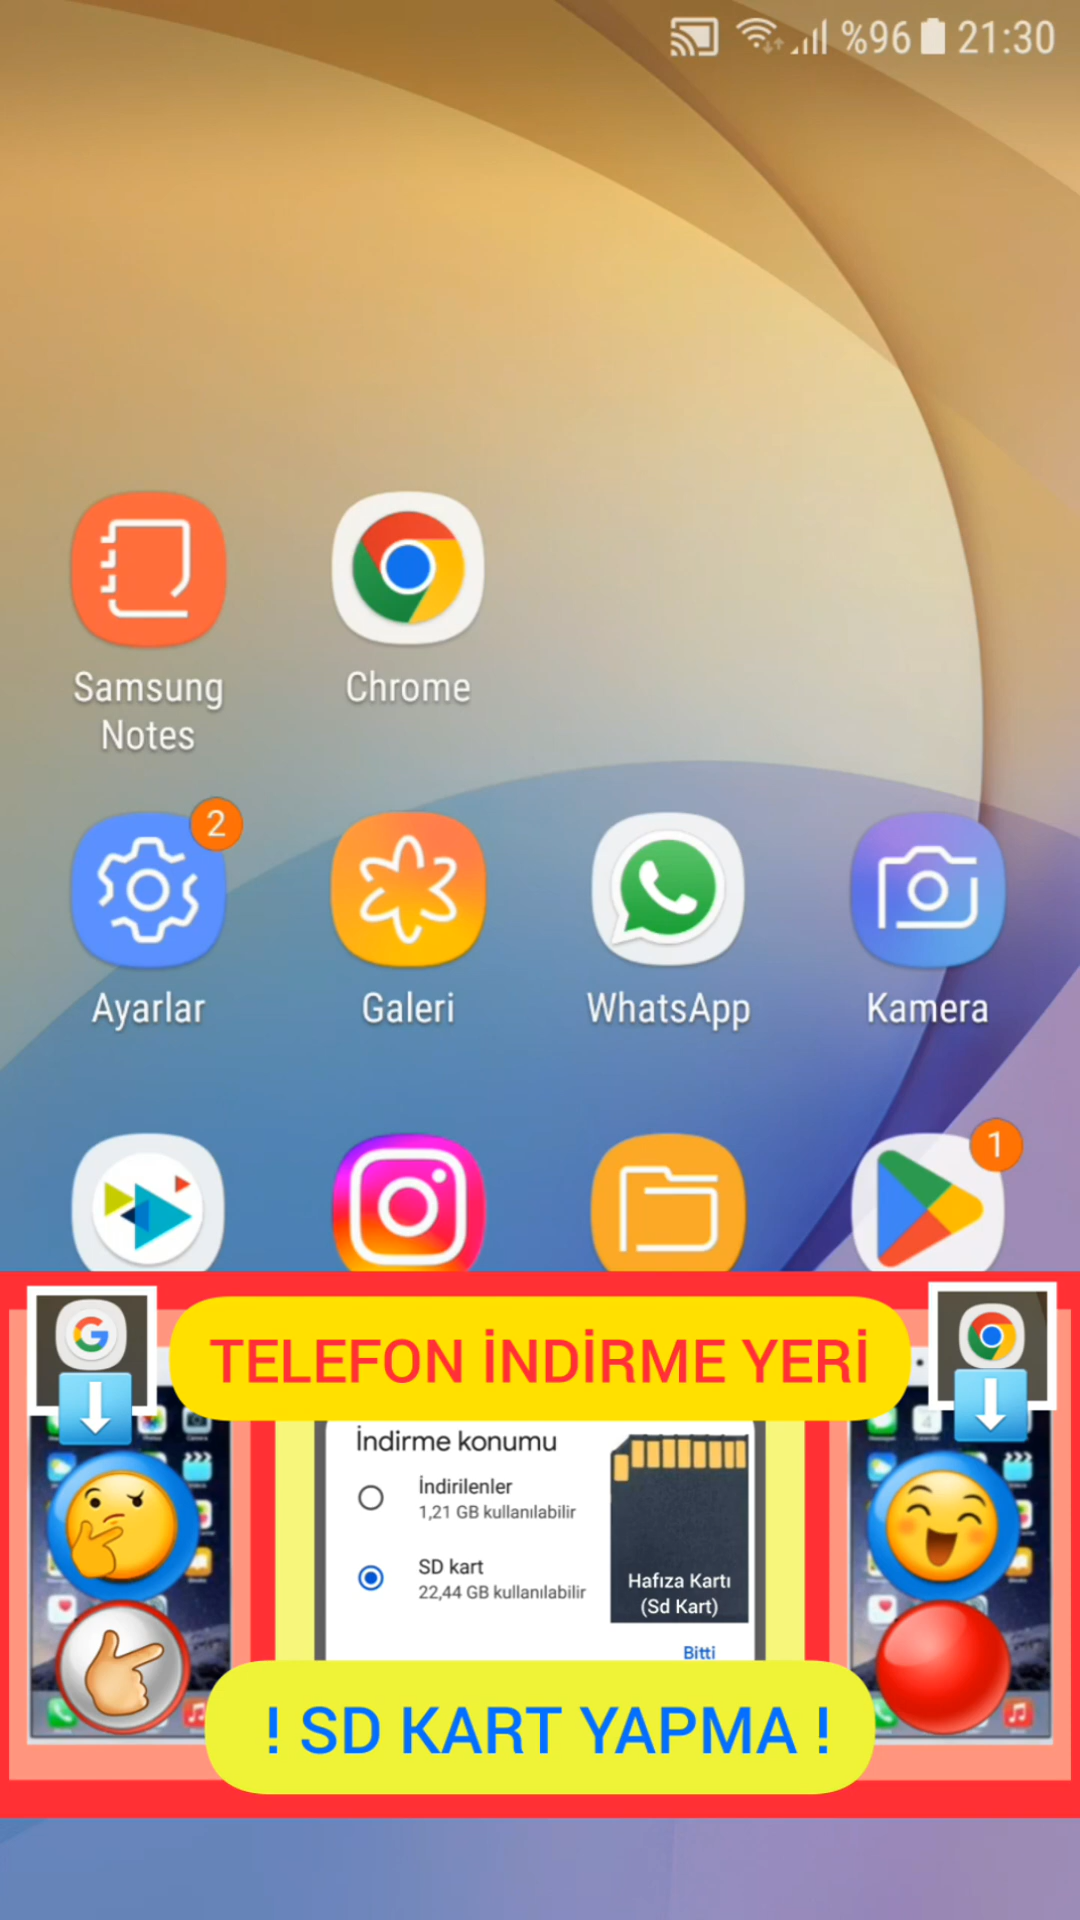 %96 21:30
Samsung
Notes
Chrome
2
Ayarlar
Galeri
WhatsApp
Kamera
1
TELEFON İNDİRME YERİ
İndirme konumu
İndirilenler
1,21 GB kullanılabilir
SD kart
22,44 GB kullanılabilir
Hafıza Kartı
(Sd Kart)
Bitti
! SD KART YAPMA !